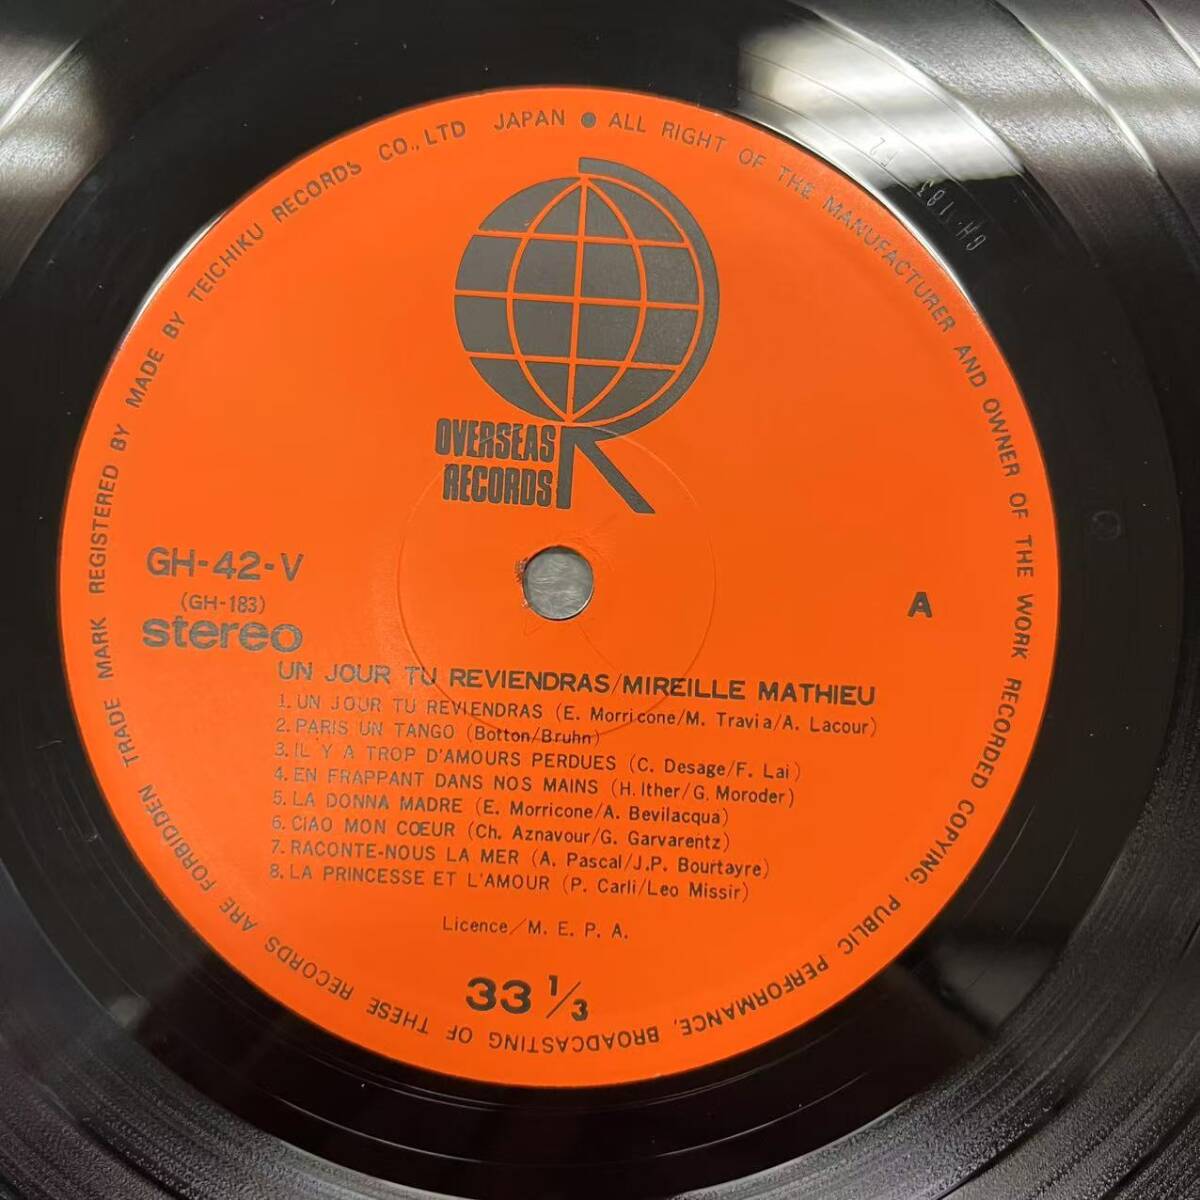 TRADE MARK REGISTERED BY MADE BY TEICHIKU RECORDS CO., LTD JAPAN ● ALL RIGHT OF THE MANUFACTURER AND OWNER OF THE WORK RECORDED COPYING, PUBLIC PERFORMANCE, BROADCASTING OF THESE RECORDS ARE FORBIDDEN
OVERSEAS
RECORDS
GH-42-V
(GH-183)
stereo
A
UN JOUR TU REVIENDRAS/MIREILLE MATHIEU
1. UN JOUR TU REVIENDRAS (E. Morricone/M. Travia/A. Lacour)
2. PARIS UN TANGO (Botton/Bruhn)
3. IL Y A TROP D'AMOURS PERDUES (C. Desage/F. Lai)
4. EN FRAPPANT DANS NOS MAINS (H. Ither/G. Moroder)
5. LA DONNA MADRE (E. Morricone/A. Bevilacqua)
6. CIAO MON CŒUR (Ch. Aznavour/G. Garvarentz)
7. RACONTE-NOUS LA MER (A. Pascal/J.P. Bourtayre)
8. LA PRINCESSE ET L'AMOUR (P. Carli/Leo Missir)
Licence/M. E. P. A.
33 1/3
GH-183